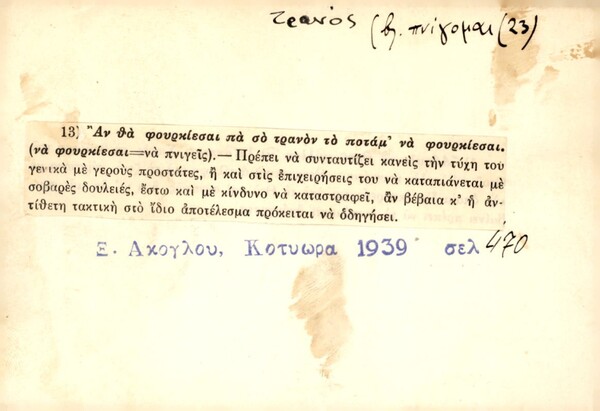 τρανός (βλ. πνίγομαι (23)
13) Ἂν θὰ φουρκίεσαι πὰ σὸ τρανὸν τὸ ποτάμ' νὰ φουρκίεσαι.
(νὰ φουρκίεσαι=νὰ πνιγεῖς).— Πρέπει νὰ συνταυτίζει κανεὶς τὴν τύχη του
γενικὰ μὲ γεροὺς προστάτες, ἢ καὶ στὶς ἐπιχειρήσεις του νὰ καταπιάνεται μὲ
σοβαρὲς δουλειές, ἔστω καὶ μὲ κίνδυνο νὰ καταστραφεῖ, ἂν βέβαια κ' ἡ ἀν-
τίθετη τακτικὴ στὸ ἴδιο ἀποτέλεσμα πρόκειται νὰ ὁδηγήσει.
Ξ. Ακογλου, Κοτυωρα 1939 σελ 470